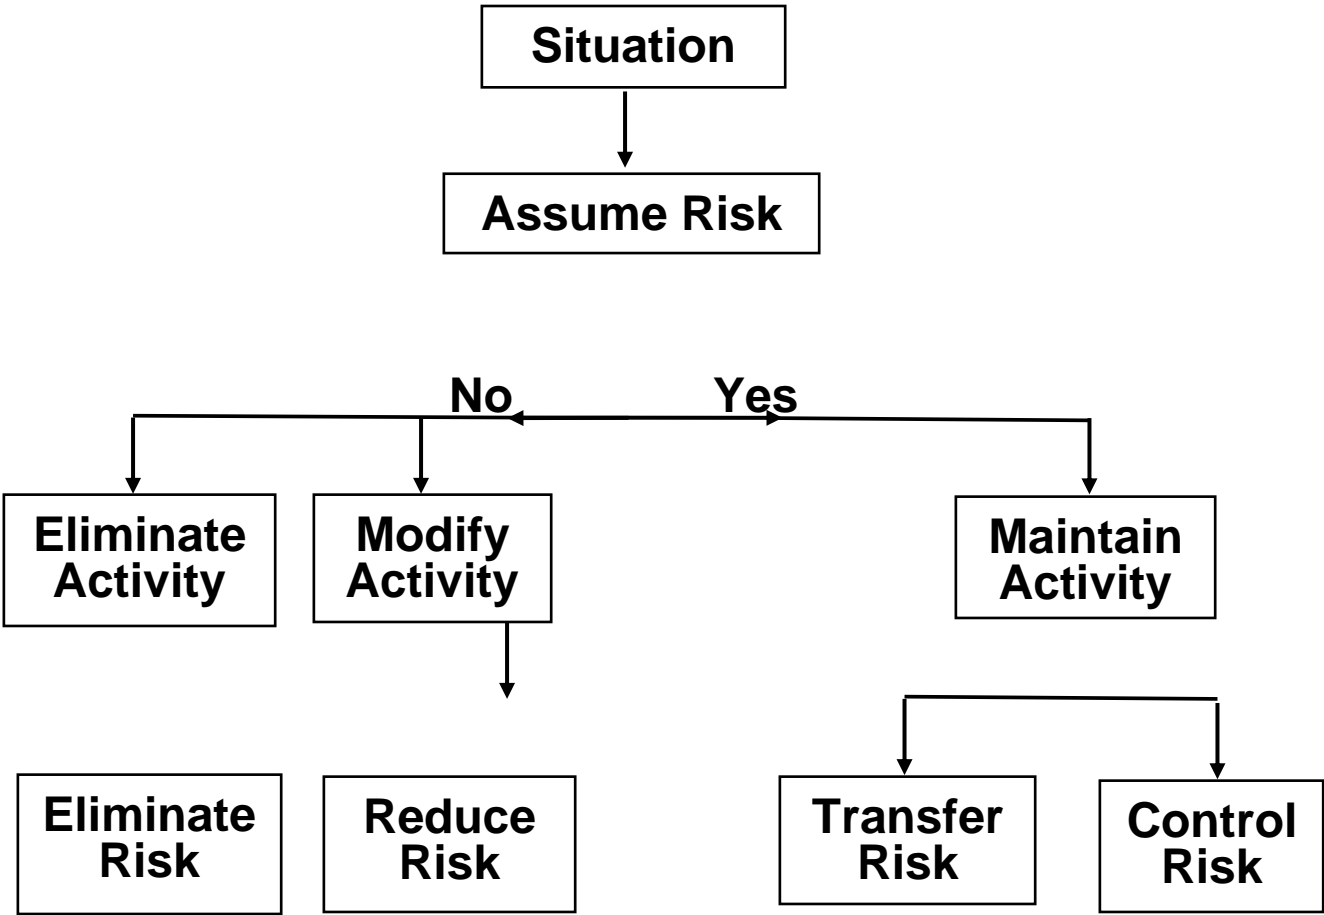 Situation
Assume Risk
No
Yes
Eliminate
Activity
Modify
Activity
Maintain
Activity
Eliminate
Risk
Reduce
Risk
Transfer
Risk
Control
Risk